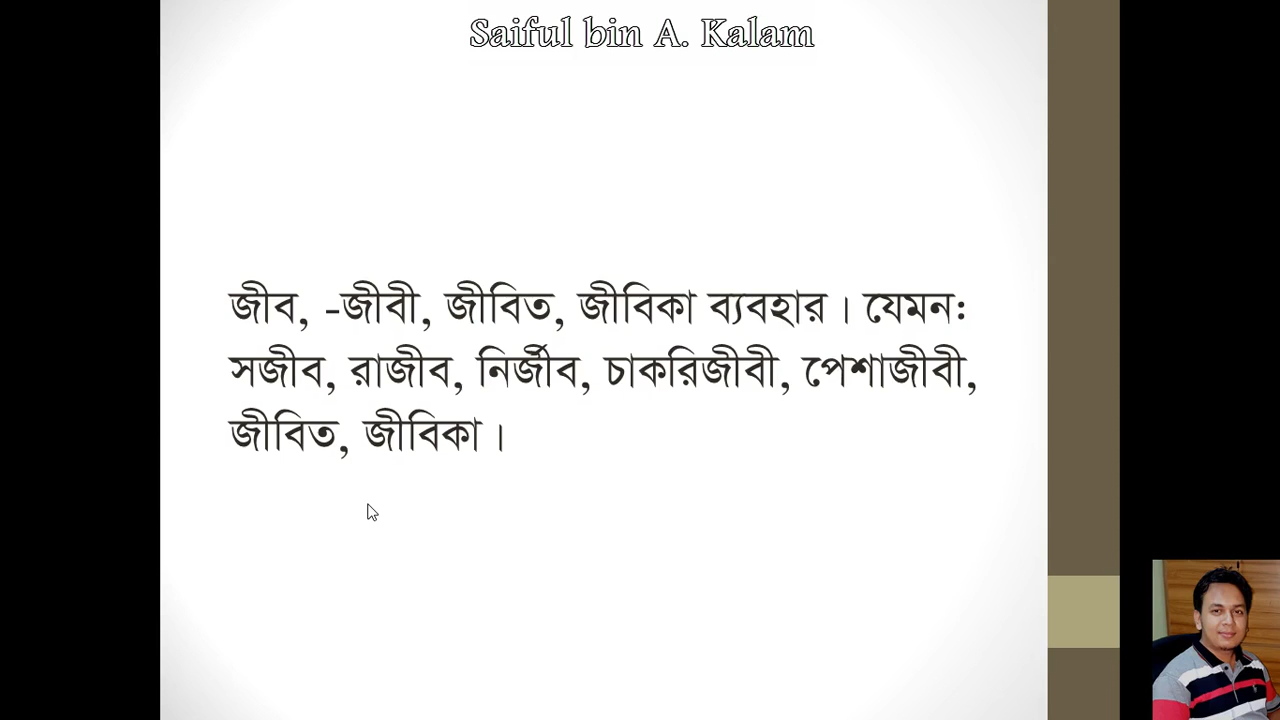 Saiful bin A. Kalam
জীব, -জীবী, জীবিত, জীবিকা ব্যবহার। যেমনঃ
সজীব, রাজীব, নির্জীব, চাকরিজীবী, পেশাজীবী,
জীবিত, জীবিকা।